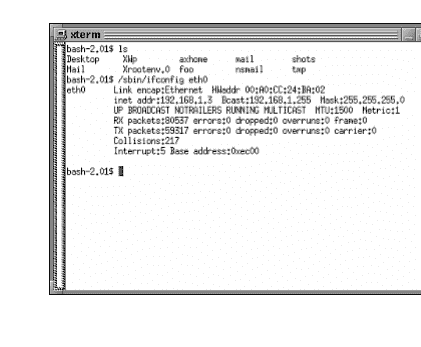 xterm
bash-2.01$ ls
Desktop XWp axhome mail shots
Mail Xrootenv.0 foo nsmail tmp
bash-2.01$ /sbin/ifconfig eth0
eth0 Link encap:Ethernet HWaddr 00:A0:CC:24:BA:02
inet addr:192.168.1.3 Bcast:192.168.1.255 Mask:255.255.255.0
UP BROADCAST NOTRAILERS RUNNING MULTICAST MTU:1500 Metric:1
RX packets:80537 errors:0 dropped:0 overruns:0 frame:0
TX packets:59317 errors:0 dropped:0 overruns:0 carrier:0
Collisions:217
Interrupt:5 Base address:0xec00
bash-2.01$